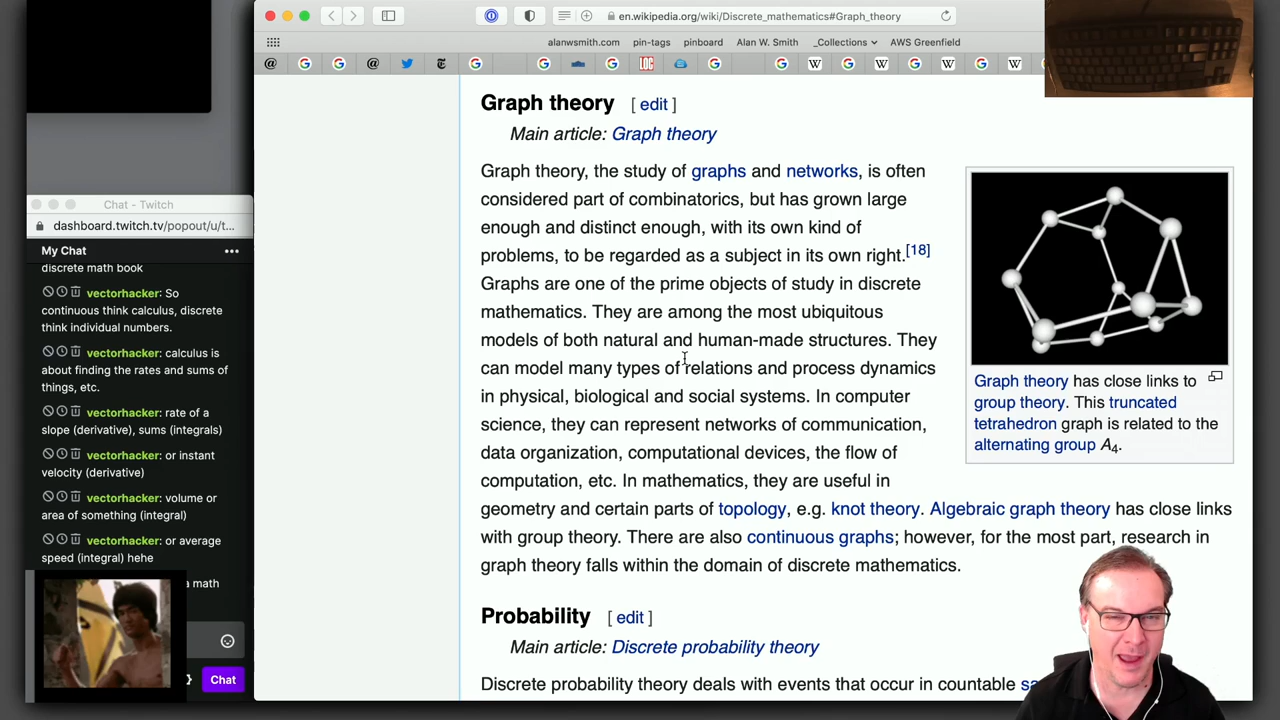 en.wikipedia.org/wiki/Discrete_mathematics#Graph_theory
alanwsmith.com pin-tags pinboard Alan W. Smith _Collections AWS Greenfield
Chat - Twitch
dashboard.twitch.tv/popout/u/t...
My Chat
discrete math book
vectorhacker: So
continuous think calculus, discrete
think individual numbers.
vectorhacker: calculus is
about finding the rates and sums of
things, etc.
vectorhacker: rate of a
slope (derivative), sums (integrals)
vectorhacker: or instant
velocity (derivative)
vectorhacker: volume or
area of something (integral)
vectorhacker: or average
speed (integral) hehe
a math
Chat
Graph theory [ edit ]
Main article: Graph theory
Graph theory, the study of graphs and networks, is often
considered part of combinatorics, but has grown large
enough and distinct enough, with its own kind of
problems, to be regarded as a subject in its own right.[18]
Graphs are one of the prime objects of study in discrete
mathematics. They are among the most ubiquitous
models of both natural and human-made structures. They
can model many types of relations and process dynamics
in physical, biological and social systems. In computer
science, they can represent networks of communication,
data organization, computational devices, the flow of
computation, etc. In mathematics, they are useful in
geometry and certain parts of topology, e.g. knot theory. Algebraic graph theory has close links
with group theory. There are also continuous graphs; however, for the most part, research in
graph theory falls within the domain of discrete mathematics.
Graph theory has close links to
group theory. This truncated
tetrahedron graph is related to the
alternating group A4.
Probability [ edit ]
Main article: Discrete probability theory
Discrete probability theory deals with events that occur in countable